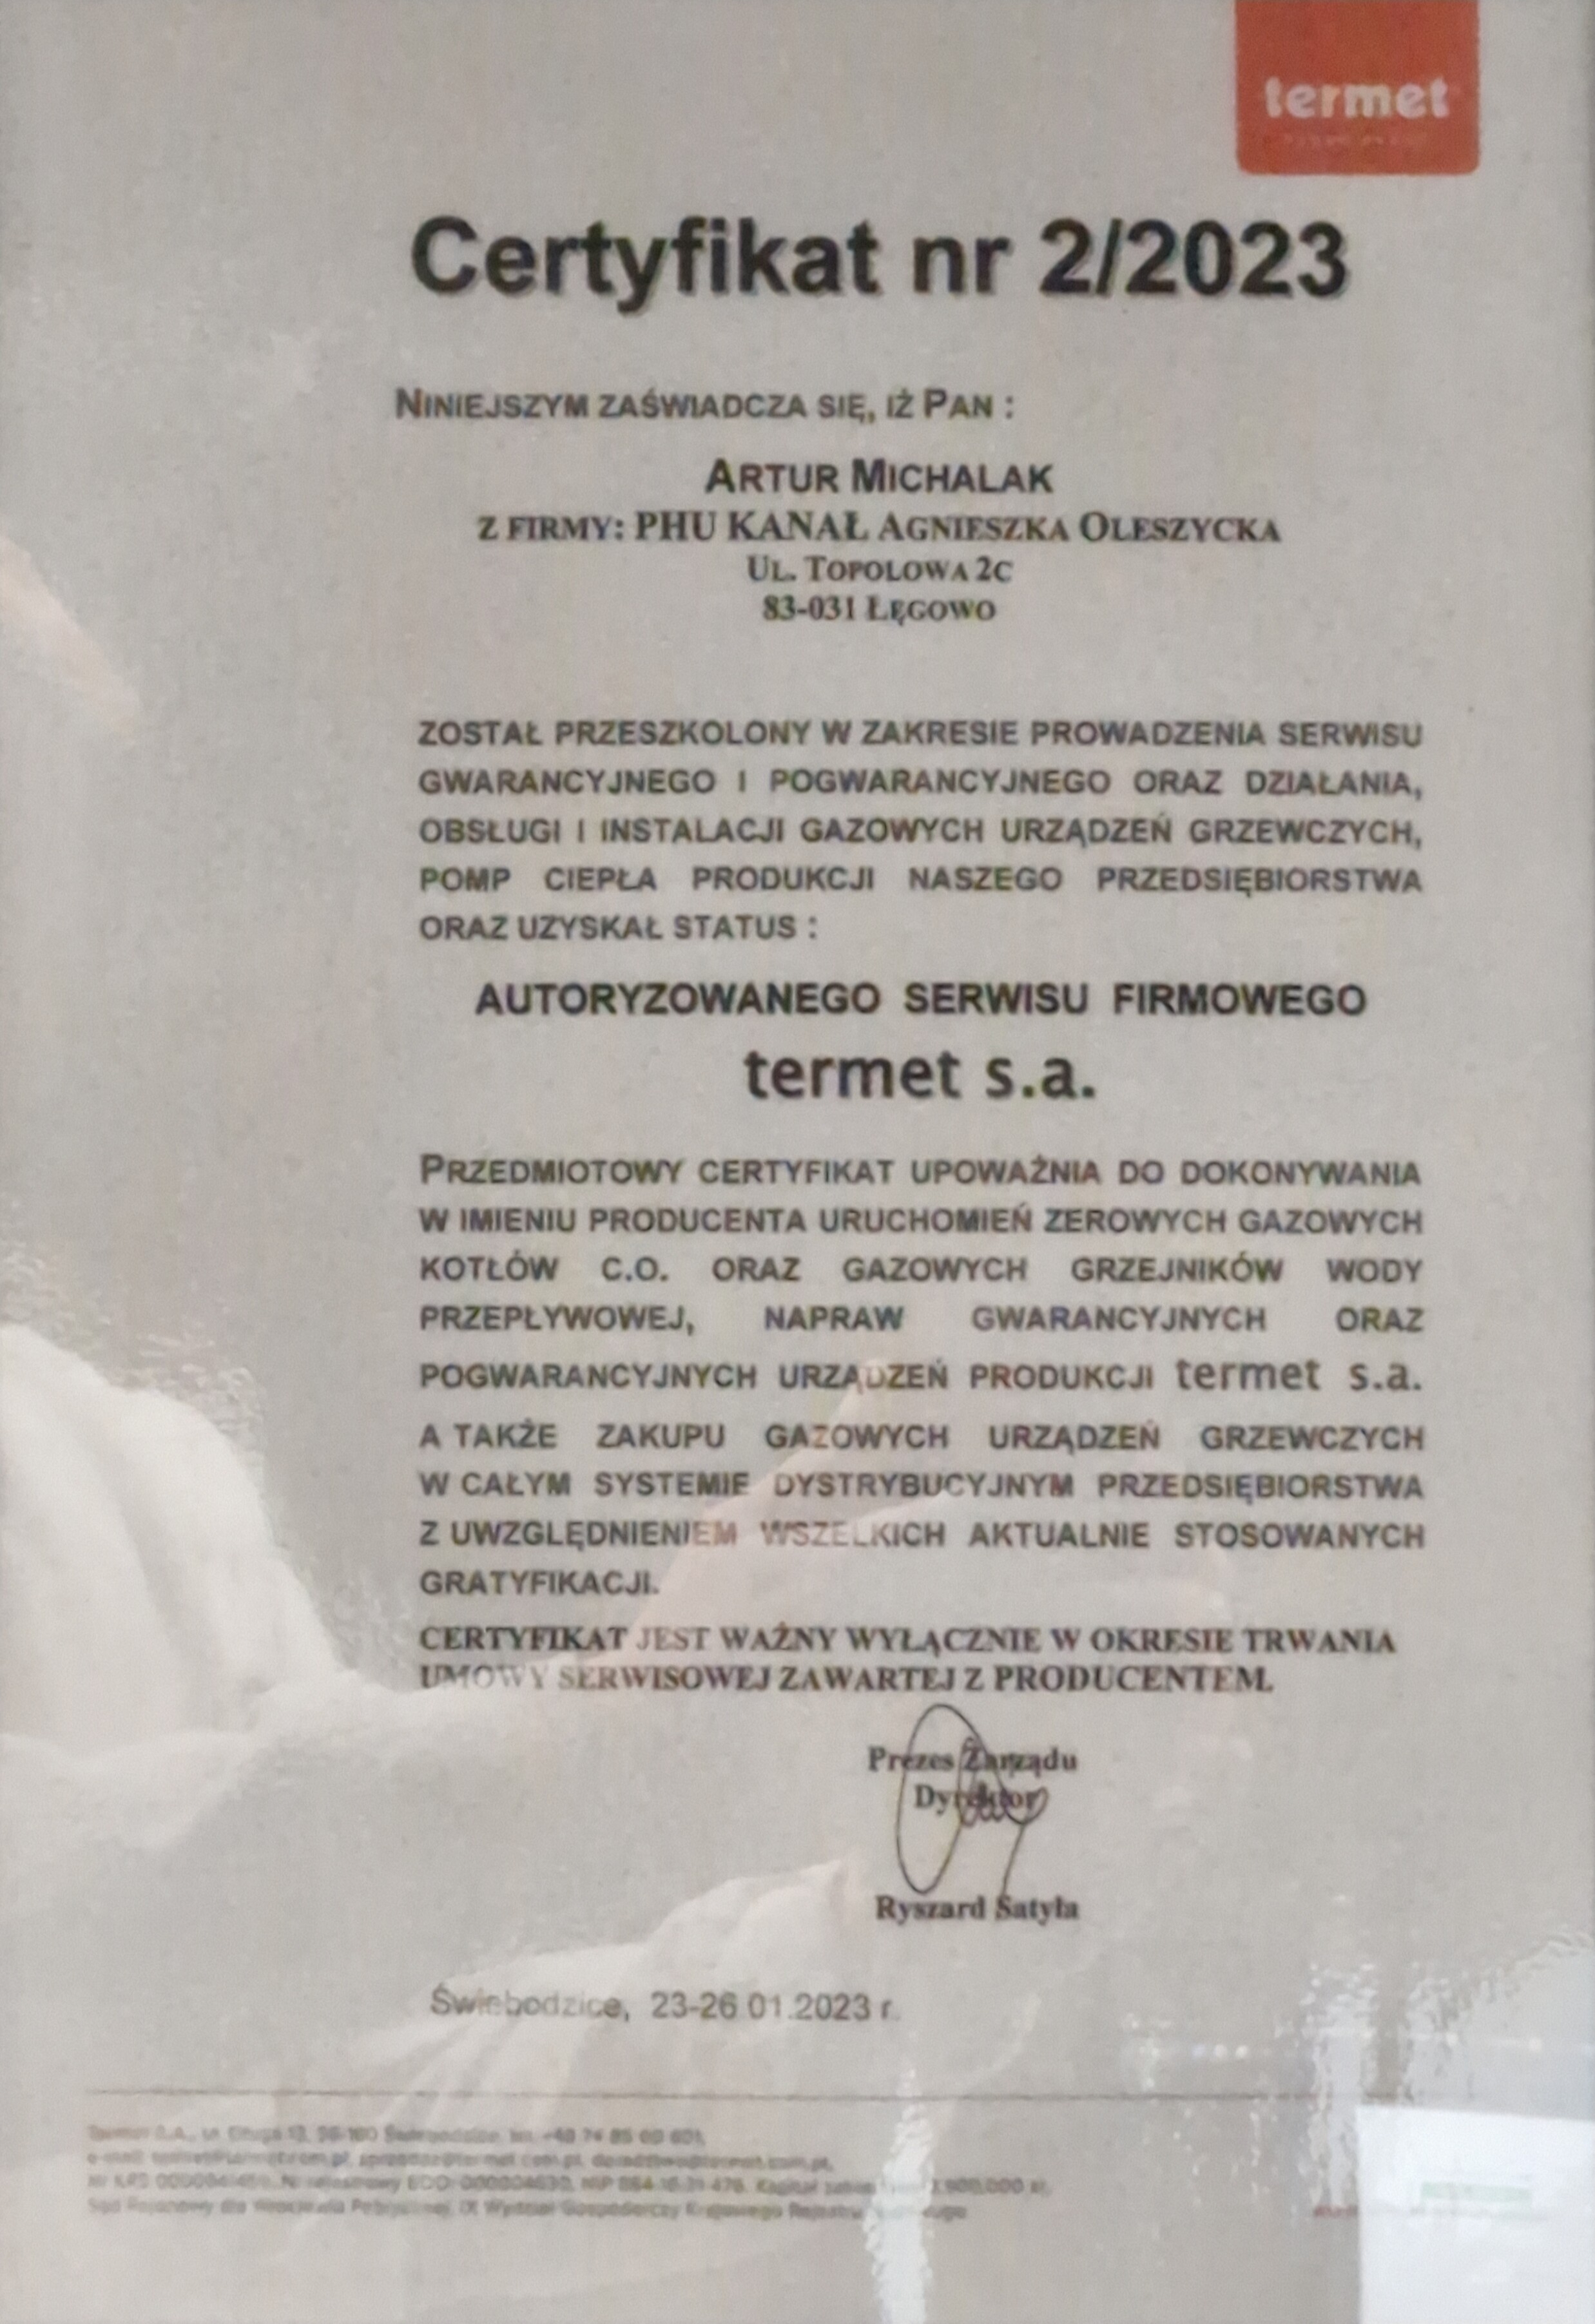 termet
Certyfikat nr 2/2023
NINIEJSZYM ZAŚWIADCZA SIĘ, IŻ PAN :
ARTUR MICHALAK
Z FIRMY: PHU KANAŁ AGNIESZKA OLESZYCKA
UL. TOPOLOWA 2C
83-031 ŁĘGOWO
ZOSTAŁ PRZESZKOLONY W ZAKRESIE PROWADZENIA SERWISU
GWARANCYJNEGO I POGWARANCYJNEGO ORAZ DZIAŁANIA,
OBSŁUGI I INSTALACJI GAZOWYCH URZĄDZEŃ GRZEWCZYCH,
POMP CIEPŁA PRODUKCJI NASZEGO PRZEDSIĘBIORSTWA
ORAZ UZYSKAŁ STATUS :
AUTORYZOWANEGO SERWISU FIRMOWEGO
termet s.a.
PRZEDMIOTOWY CERTYFIKAT UPOWAŻNIA DO DOKONYWANIA
W IMIENIU PRODUCENTA URUCHOMIEŃ ZEROWYCH GAZOWYCH
KOTŁÓW C.O. ORAZ GAZOWYCH GRZEJNIKÓW WODY
PRZEPŁYWOWEJ, NAPRAW GWARANCYJNYCH ORAZ
POGWARANCYJNYCH URZĄDZEŃ PRODUKCJI termet s.a.
A TAKŻE ZAKUPU GAZOWYCH URZĄDZEŃ GRZEWCZYCH
W CAŁYM SYSTEMIE DYSTRYBUCYJNYM PRZEDSIĘBIORSTWA
Z UWZGLĘDNIENIEM WSZELKICH AKTUALNIE STOSOWANYCH
GRATYFIKACJI.
CERTYFIKAT JEST WAŻNY WYŁĄCZNIE W OKRESIE TRWANIA
UMOWY SERWISOWEJ ZAWARTEJ Z PRODUCENTEM.
Prezes Zarządu
Dyrektor
Ryszard Satyła
Świebodzice, 23-26.01.2023 r.